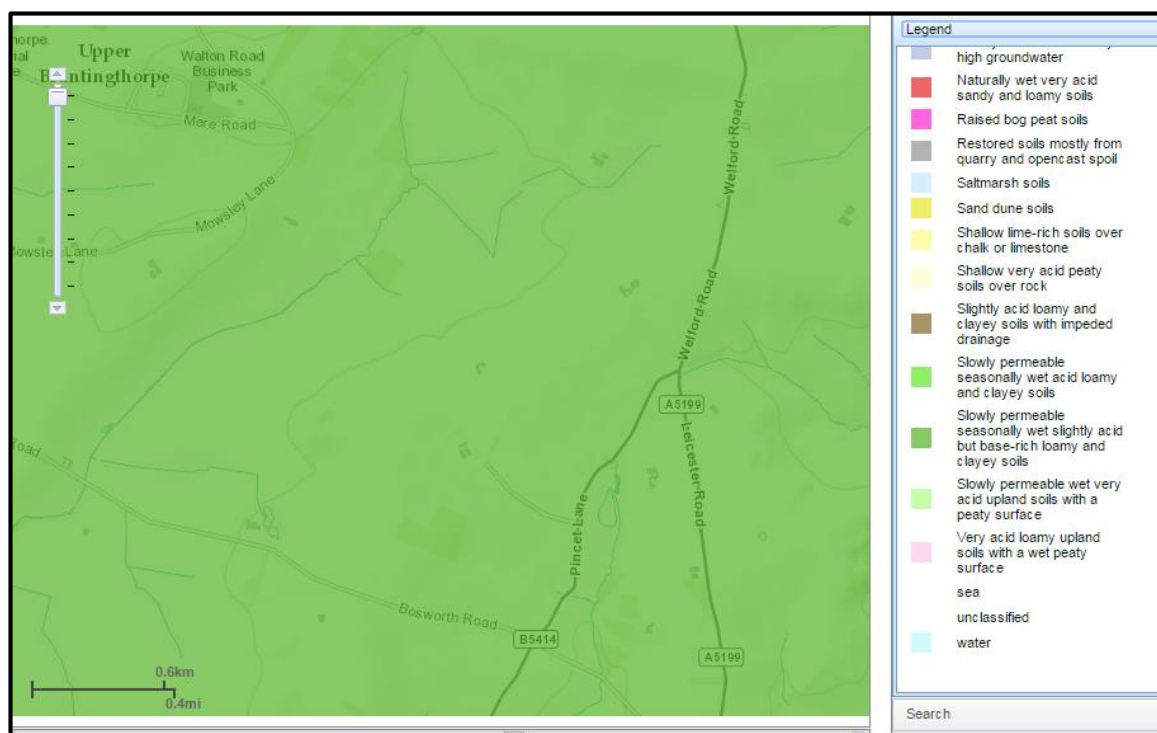 Upper
Bruntingthorpe
Walton Road
Business
Park
Mere Road
Mowsley Lane
Mowsley Lane
Road
Welford Road
Welford Road
A5199
Leicester Road
Pincet Lane
Bosworth Road
B5414
A5199
0.6km
0.4mi
Legend
high groundwater
Naturally wet very acid
sandy and loamy soils
Raised bog peat soils
Restored soils mostly from
quarry and opencast spoil
Saltmarsh soils
Sand dune soils
Shallow lime-rich soils over
chalk or limestone
Shallow very acid peaty
soils over rock
Slightly acid loamy and
clayey soils with impeded
drainage
Slowly permeable
seasonally wet acid loamy
and clayey soils
Slowly permeable
seasonally wet slightly acid
but base-rich loamy and
clayey soils
Slowly permeable wet very
acid upland soils with a
peaty surface
Very acid loamy upland
soils with a wet peaty
surface
sea
unclassified
water
Search